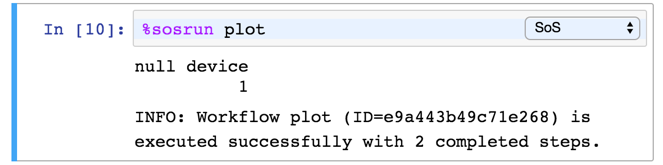 In [10]: %sosrun plot SoS
null device
1
INFO: Workflow plot (ID=e9a443b49c71e268) is
executed successfully with 2 completed steps.